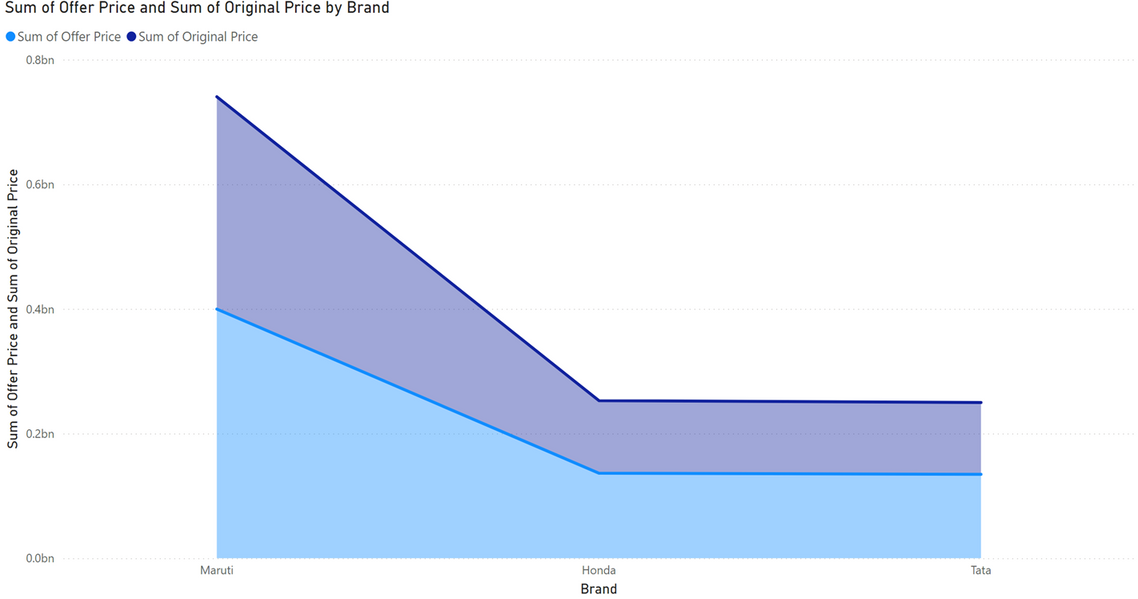 Sum of Offer Price and Sum of Original Price by Brand
Sum of Offer Price Sum of Original Price
0.8bn
0.6bn
0.4bn
0.2bn
0.0bn
Sum of Offer Price and Sum of Original Price
Maruti Honda Tata
Brand